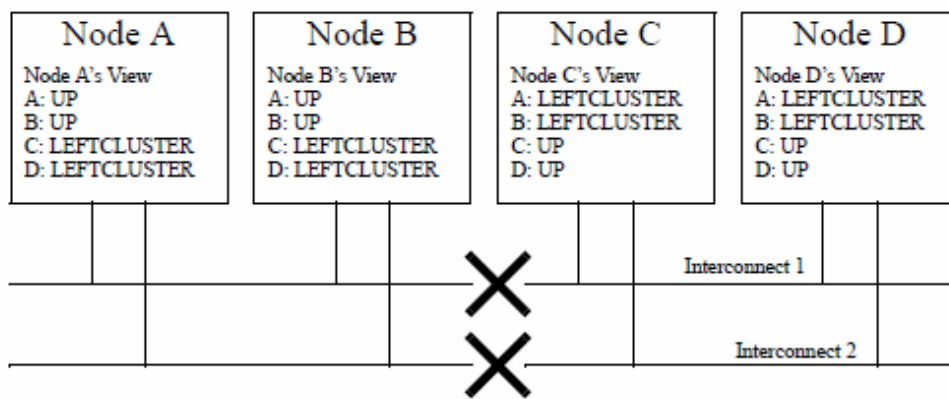 Node A
Node A's View
A: UP
B: UP
C: LEFTCLUSTER
D: LEFTCLUSTER
Node B
Node B's View
A: UP
B: UP
C: LEFTCLUSTER
D: LEFTCLUSTER
Node C
Node C's View
A: LEFTCLUSTER
B: LEFTCLUSTER
C: UP
D: UP
Node D
Node D's View
A: LEFTCLUSTER
B: LEFTCLUSTER
C: UP
D: UP
Interconnect 1
Interconnect 2